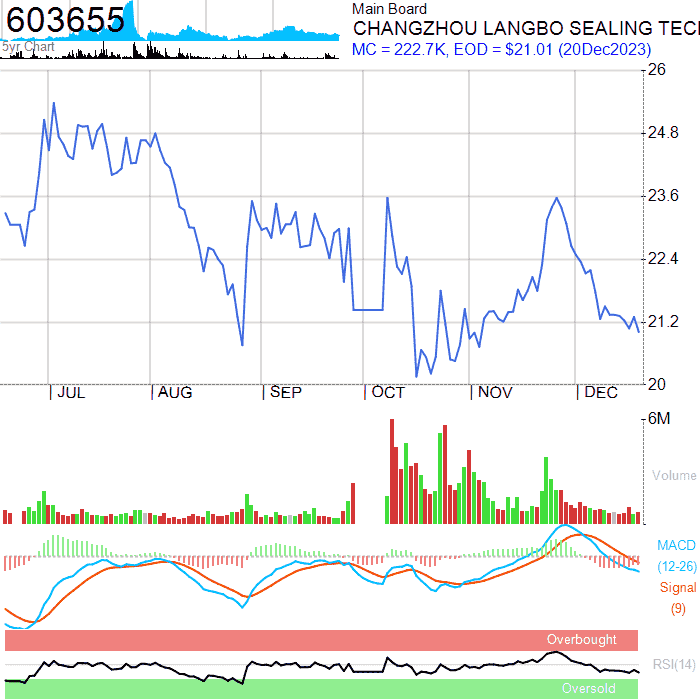 603655
5yr Chart
Main Board
CHANGZHOU LANGBO SEALING TEC
MC = 222.7K, EOD = $21.01 (20Dec2023)
26
24.8
23.6
22.4
21.2
20
JUL AUG SEP OCT NOV DEC
6M
Volume
MACD
(12-26)
Signal
(9)
Overbought
RSI(14)
Oversold